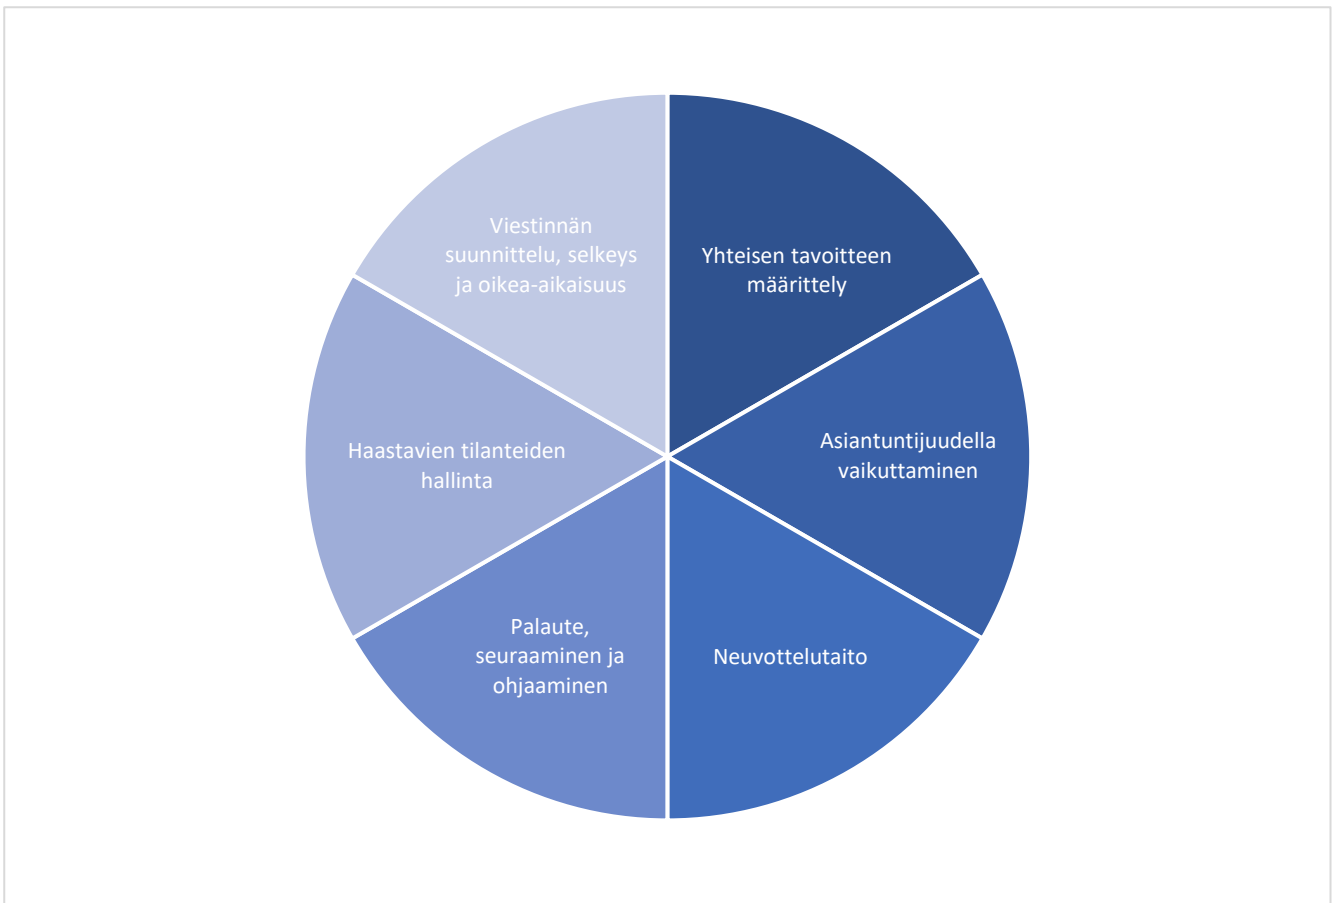 Viestinnän
suunnittelu, selkeys
ja oikea-aikaisuus
Yhteisen tavoitteen
määrittely
Haastavien tilanteiden
hallinta
Asiantuntijuudella
vaikuttaminen
Palaute,
seuraaminen ja
ohjaaminen
Neuvottelutaito